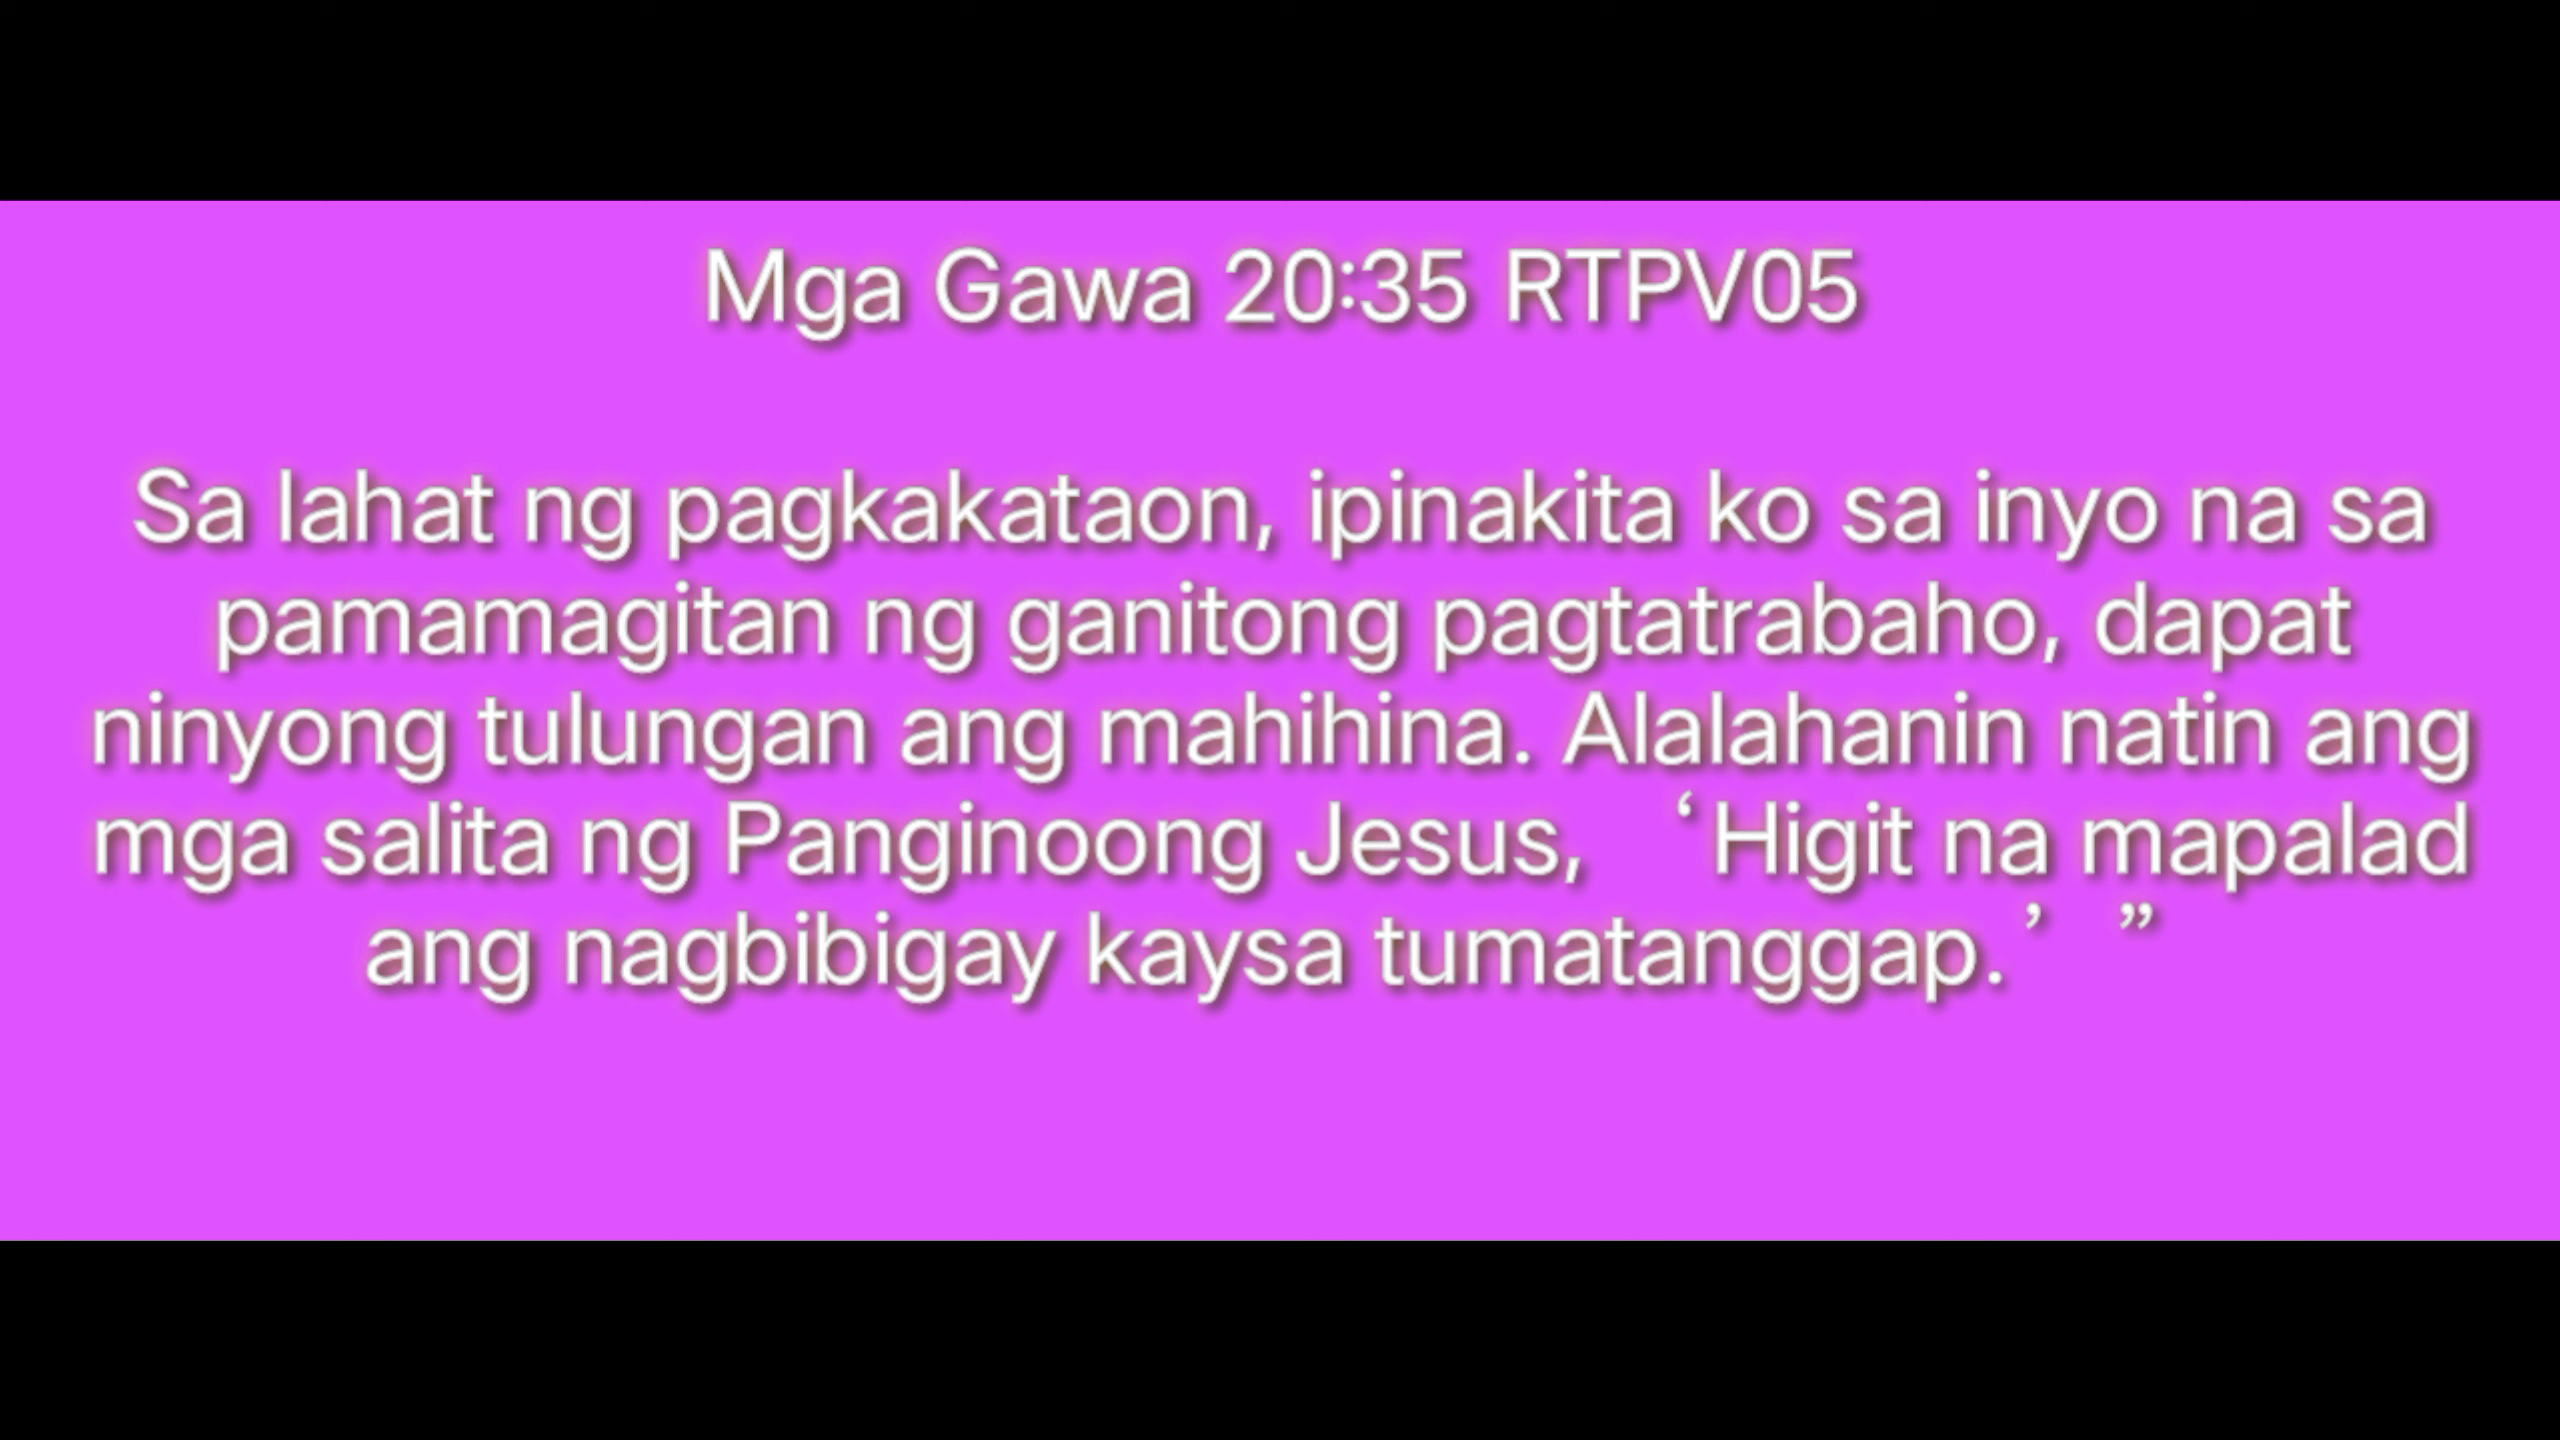 Mga Gawa 20:35 RTPV05
Sa lahat ng pagkakataon, ipinakita ko sa inyo na sa
pamamagitan ng ganitong pagtatrabaho, dapat
ninyong tulungan ang mahihina. Alalahanin natin ang
mga salita ng Panginoong Jesus, ‘Higit na mapalad
ang nagbibigay kaysa tumatanggap.’ ”